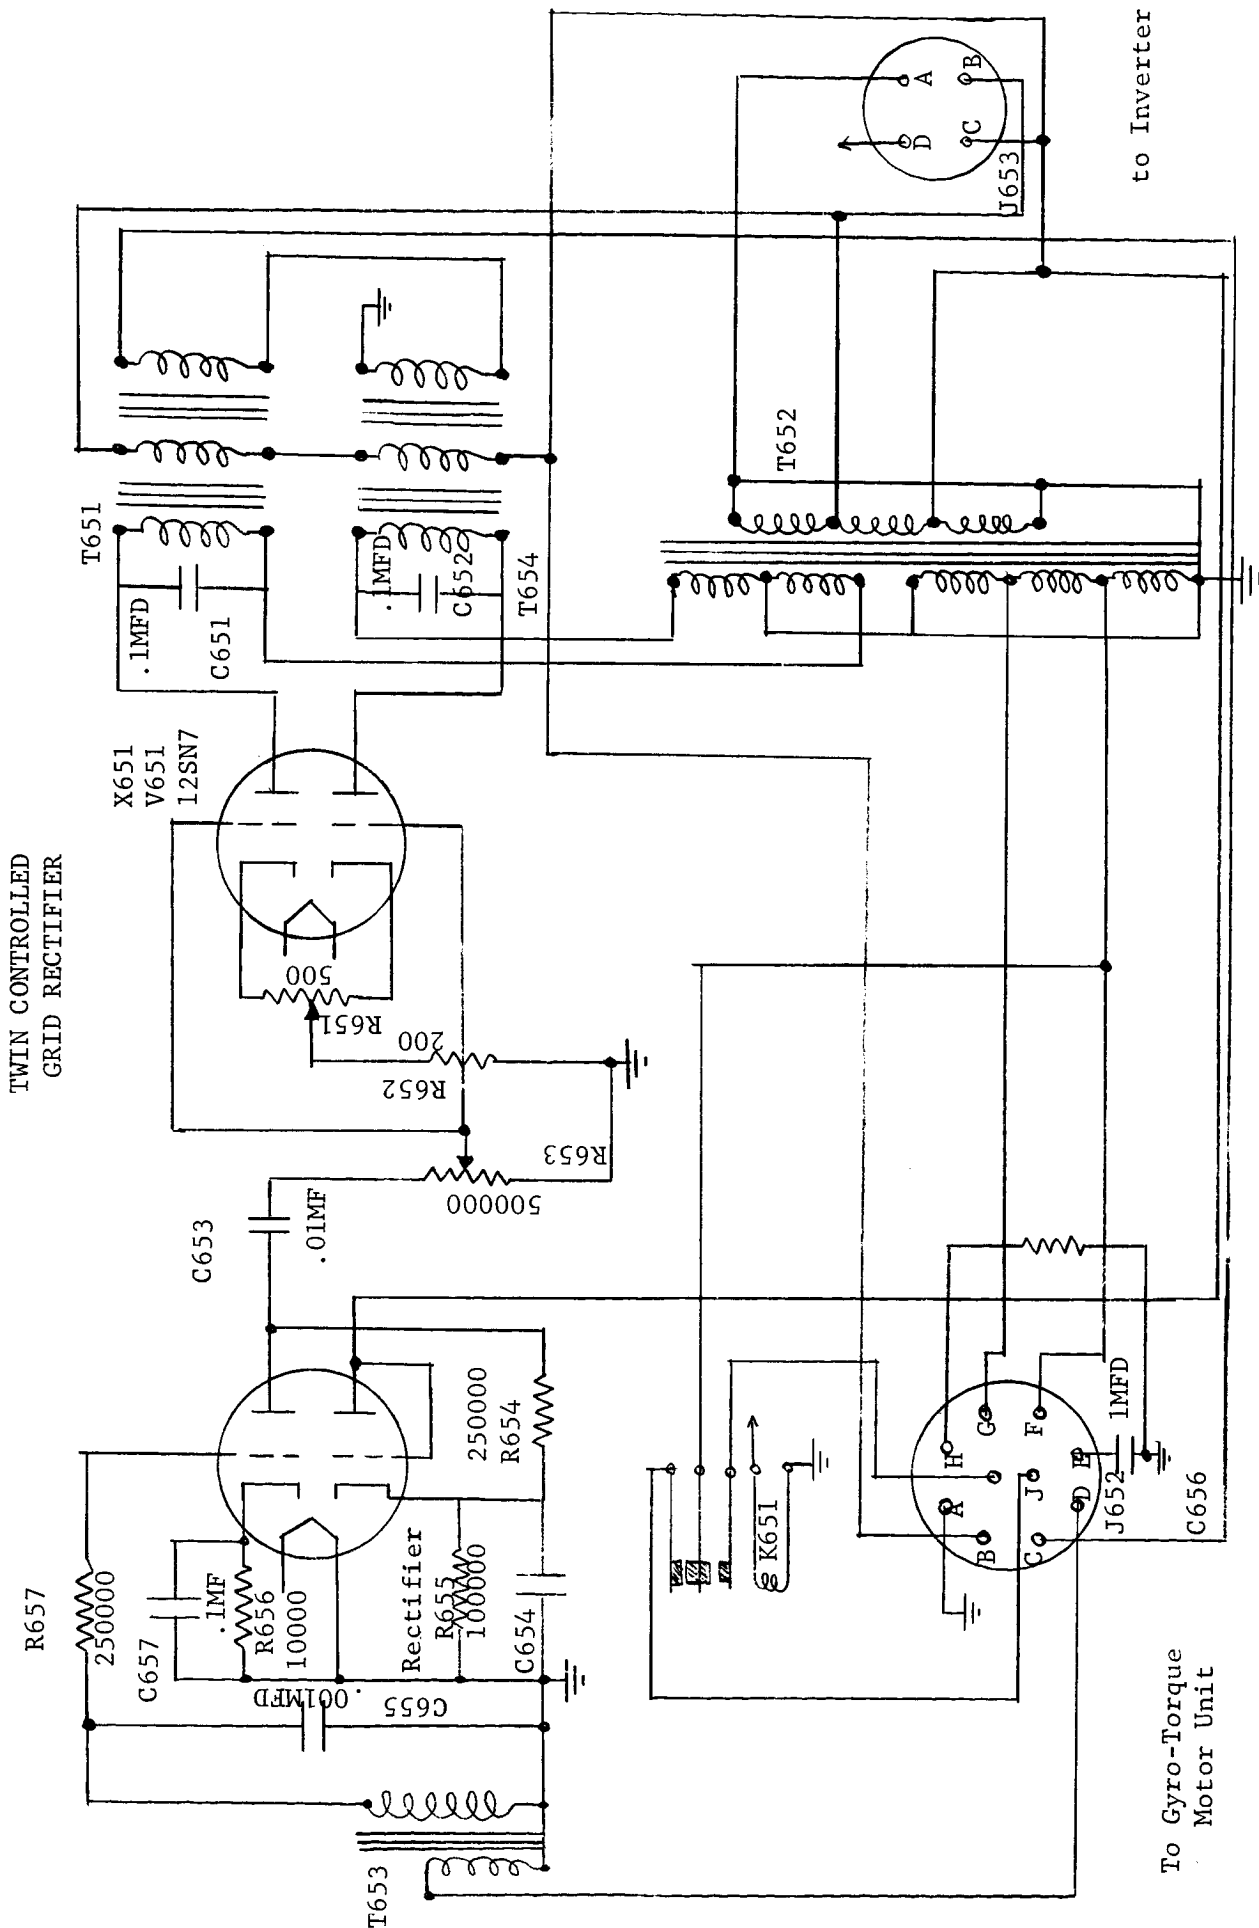 TWIN CONTROLLED
GRID RECTIFIER
R657
250000
C657
.1MF
R656
10000
.001MFD
C655
T653
Rectifier
R655
100000
C654
250000
R654
C653
.01MF
R653
500000
R652
200
R651
500
X651
V651
12SN7
T651
.1MFD
C651
.1MFD
C652
T654
T652
J653
A
B
C
D
to Inverter
K651
A
B
C
D
E
F
G
H
J
J652
1MFD
C656
To Gyro-Torque
Motor Unit